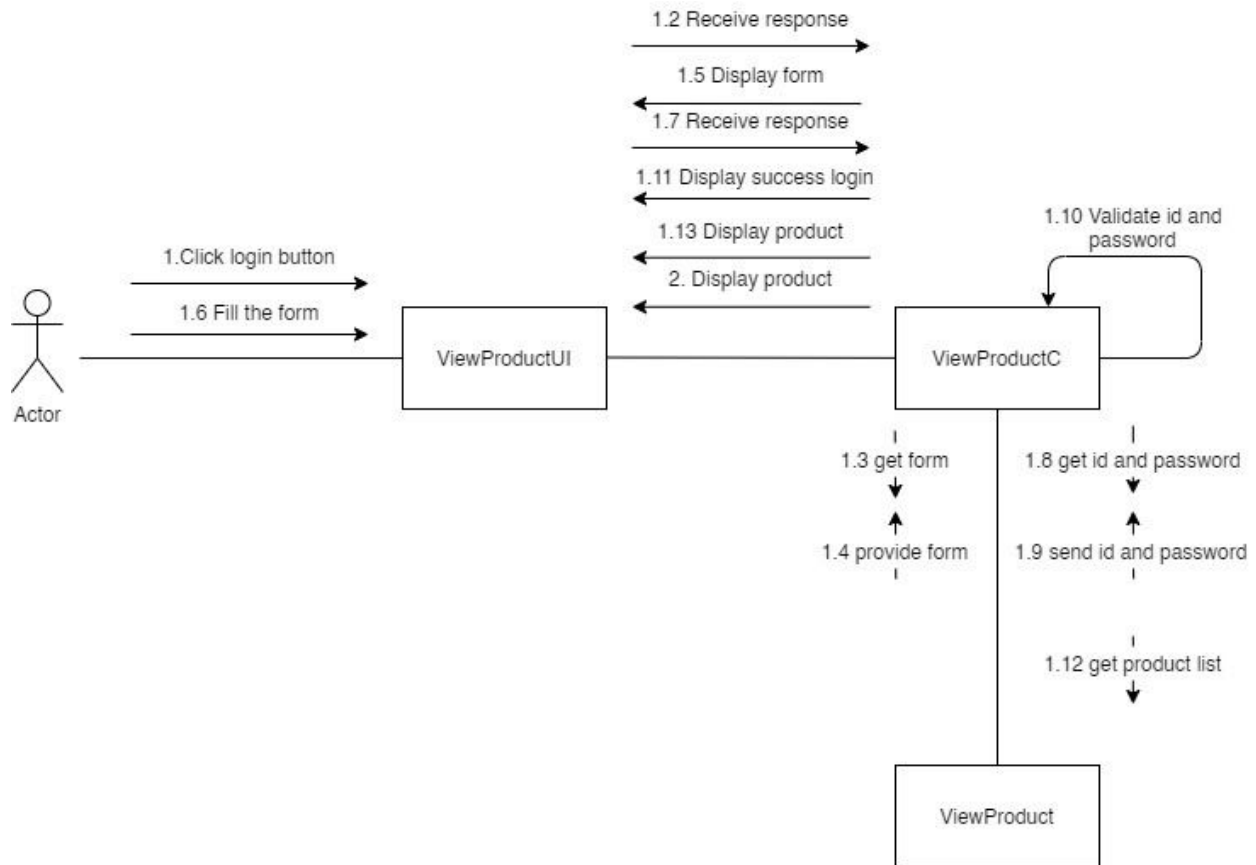 1.2 Receive response
1.5 Display form
1.7 Receive response
1.11 Display success login
1.10 Validate id and
password
1.13 Display product
1.Click login button
2. Display product
1.6 Fill the form
ViewProductUI
ViewProductC
Actor
1.3 get form
1.8 get id and password
1.4 provide form
1.9 send id and password
1.12 get product list
ViewProduct